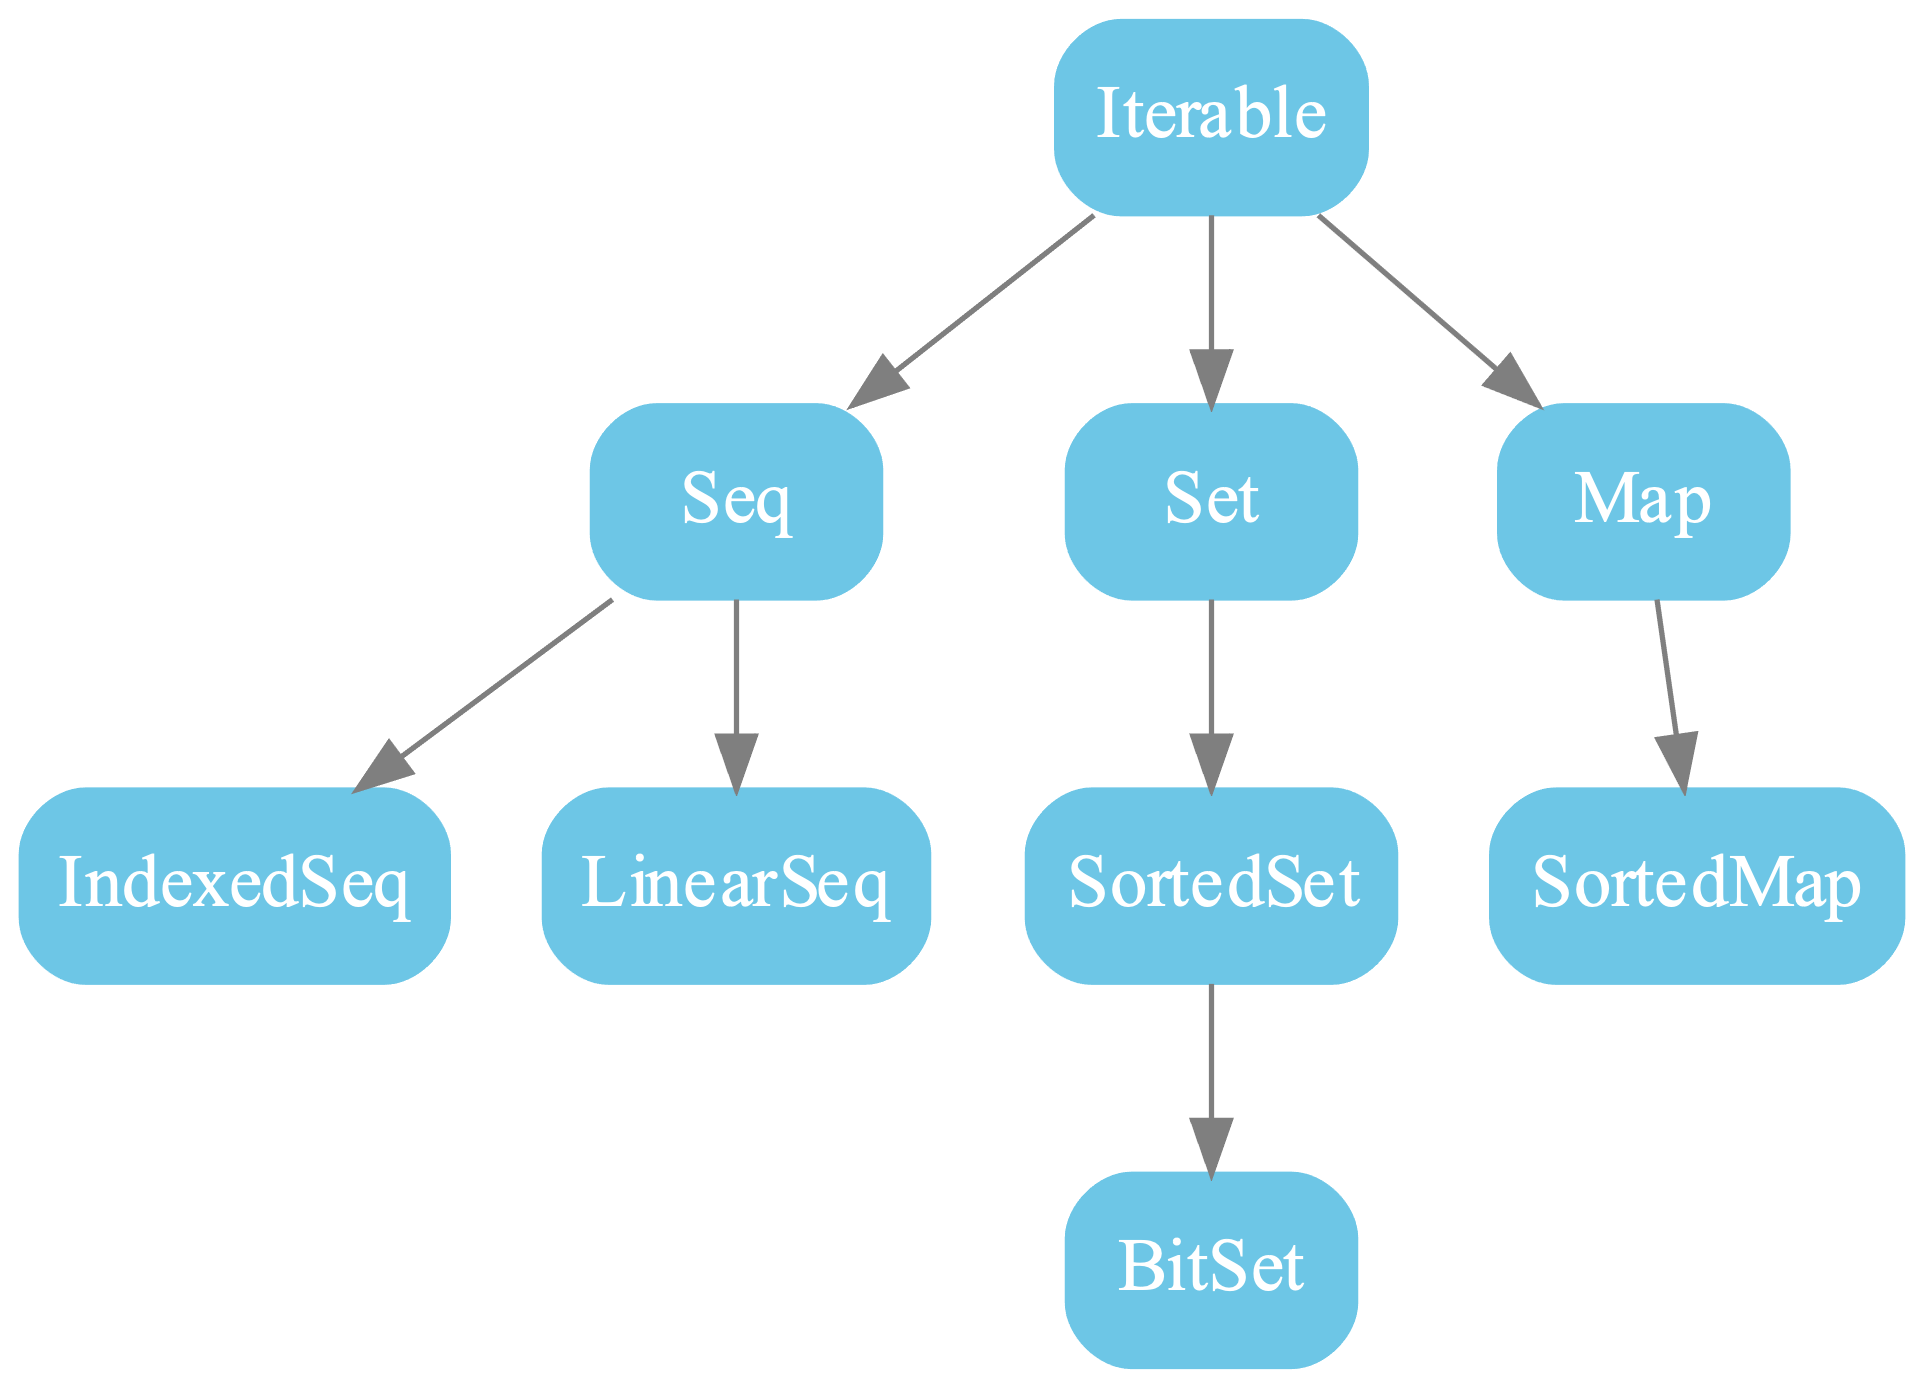 Iterable
Seq
Set
Map
IndexedSeq
LinearSeq
SortedSet
SortedMap
BitSet